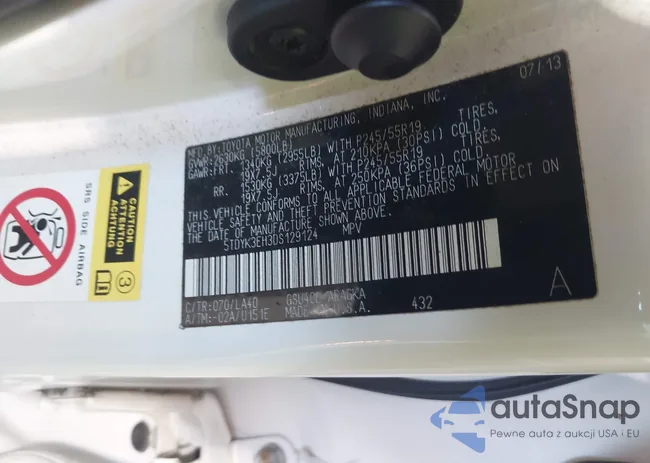 07/13
MFD.BY:TOYOTA MOTOR MANUFACTURING, INDIANA, INC.
GVWR:2630KG (5800LB)
GAWR:FRT. 1340KG (2955LB) WITH P245/55R19 TIRES,
19X7.5J RIMS, AT 210KPA (30PSI) COLD.
RR. 1530KG (3375LB) WITH P245/55R19 TIRES,
19X7.5J RIMS, AT 250KPA (36PSI) COLD.
THIS VEHICLE CONFORMS TO ALL APPLICABLE FEDERAL MOTOR
VEHICLE SAFETY AND THEFT PREVENTION STANDARDS IN EFFECT ON
THE DATE OF MANUFACTURE SHOWN ABOVE.
5TDYK3EH3DS129124 MPV
C/TR:070/LA40
A/TM:-02A/U151E
MADE U.S.A.
432
A
CAUTION
ATTENTION
ACHTUNG
SRS SIDE AIRBAG
3
autaSnap
Pewne auta z aukcji USA i EU